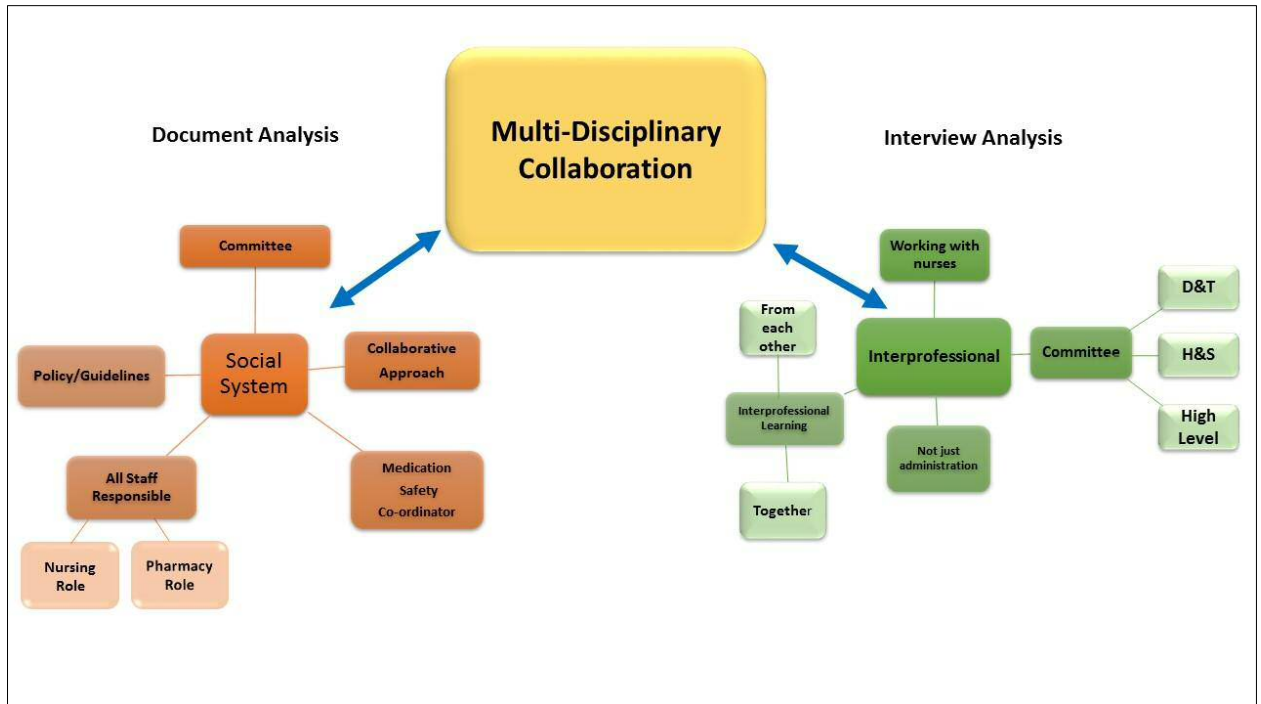 Multi-Disciplinary
Collaboration
Document Analysis
Committee
Social
System
Policy/Guidelines
Collaborative
Approach
All Staff
Responsible
Medication
Safety
Co-ordinator
Nursing
Role
Pharmacy
Role
Interview Analysis
Working with
nurses
Interprofessional
From
each
other
Interprofessional
Learning
Together
Not just
administration
Committee
D&T
H&S
High
Level